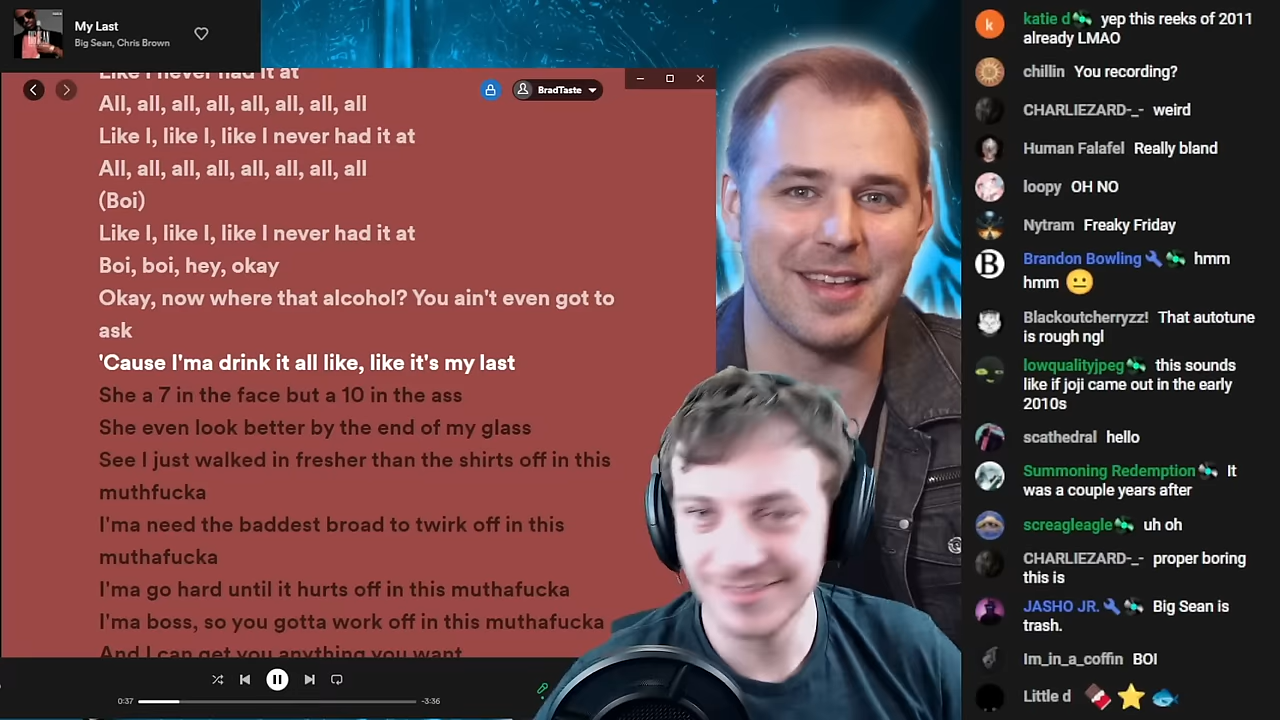 My Last
Big Sean, Chris Brown
BradTaste
Like I never had it at
All, all, all, all, all, all, all, all
Like I, like I, like I never had it at
All, all, all, all, all, all, all, all
(Boi)
Like I, like I, like I never had it at
Boi, boi, hey, okay
Okay, now where that alcohol? You ain't even got to
ask
'Cause I'ma drink it all like, like it's my last
She a 7 in the face but a 10 in the ass
She even look better by the end of my glass
See I just walked in fresher than the shirts off in this
muthfucka
I'ma need the baddest broad to twirk off in this
muthafucka
I'ma go hard until it hurts off in this muthafucka
I'ma boss, so you gotta work off in this muthafucka
And I can get you anything you want
0:37
-3:36
katie d yep this reeks of 2011
already LMAO
chillin You recording?
CHARLIEZARD-_- weird
Human Falafel Really bland
loopy OH NO
Nytram Freaky Friday
B
Brandon Bowling hmm
hmm 😐
Blackoutcherryzz! That autotune
is rough ngl
lowqualityjpeg this sounds
like if joji came out in the early
2010s
scathedral hello
Summoning Redemption It
was a couple years after
screagleagle uh oh
CHARLIEZARD-_- proper boring
this is
JASHO JR. Big Sean is
trash.
Im_in_a_coffin BOI
Little d 🍫⭐🐟
k